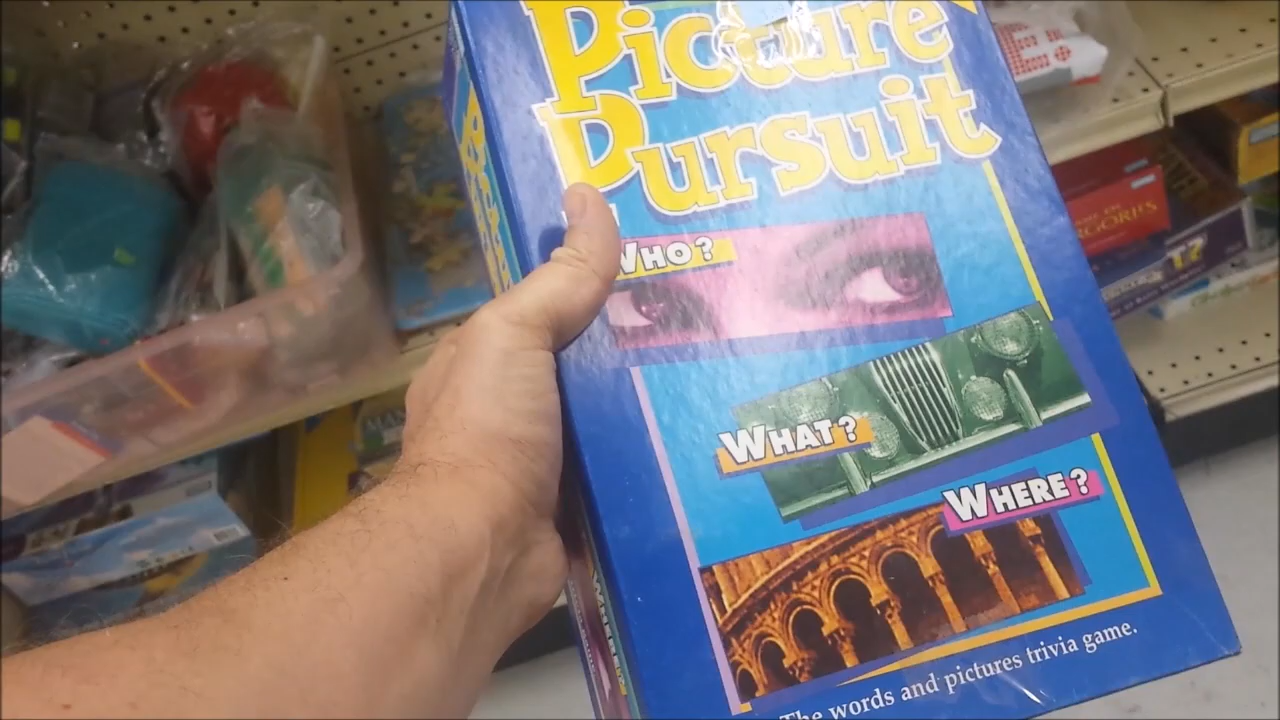 Picture
Pursuit
WHO?
WHAT?
WHERE?
The words and pictures trivia game.